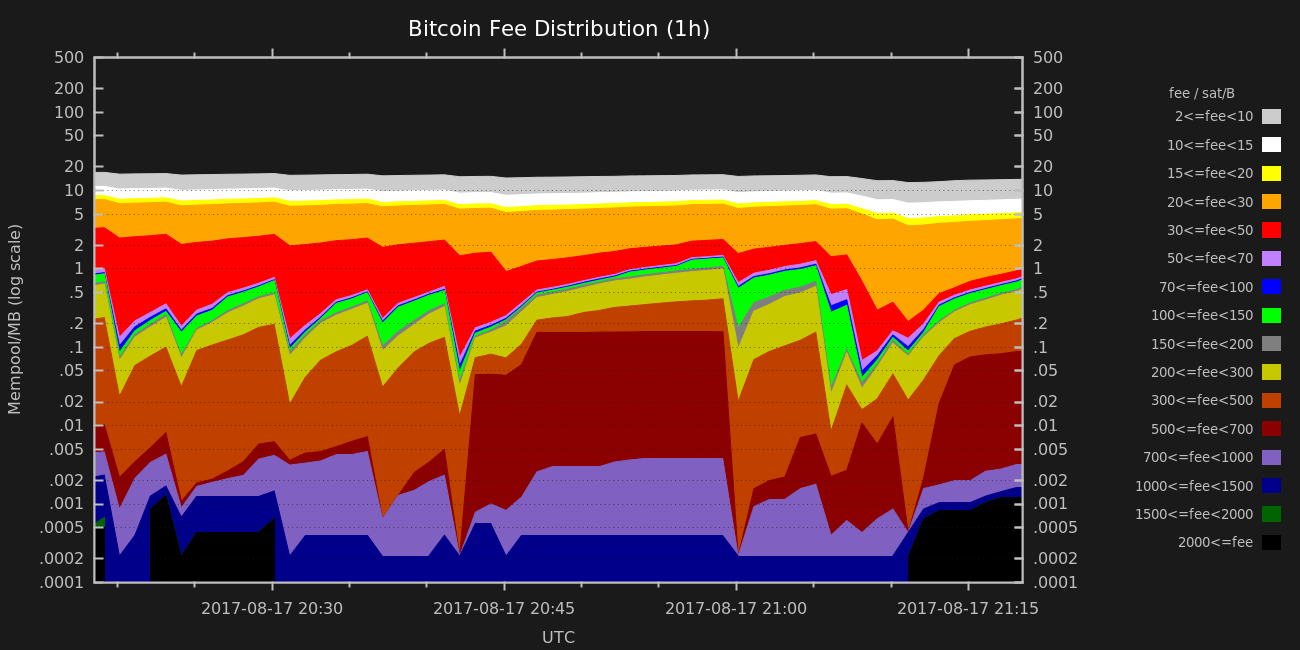 Bitcoin Fee Distribution (1h)
Mempool/MB (log scale)
500
200
100
50
20
10
5
2
1
.5
.2
.1
.05
.02
.01
.005
.002
.001
.0005
.0002
.0001
500
200
100
50
20
10
5
2
1
.5
.2
.1
.05
.02
.01
.005
.002
.001
.0005
.0002
.0001
fee / sat/B
2<=fee<10
10<=fee<15
15<=fee<20
20<=fee<30
30<=fee<50
50<=fee<70
70<=fee<100
100<=fee<150
150<=fee<200
200<=fee<300
300<=fee<500
500<=fee<700
700<=fee<1000
1000<=fee<1500
1500<=fee<2000
2000<=fee
2017-08-17 20:30 2017-08-17 20:45 2017-08-17 21:00 2017-08-17 21:15
UTC